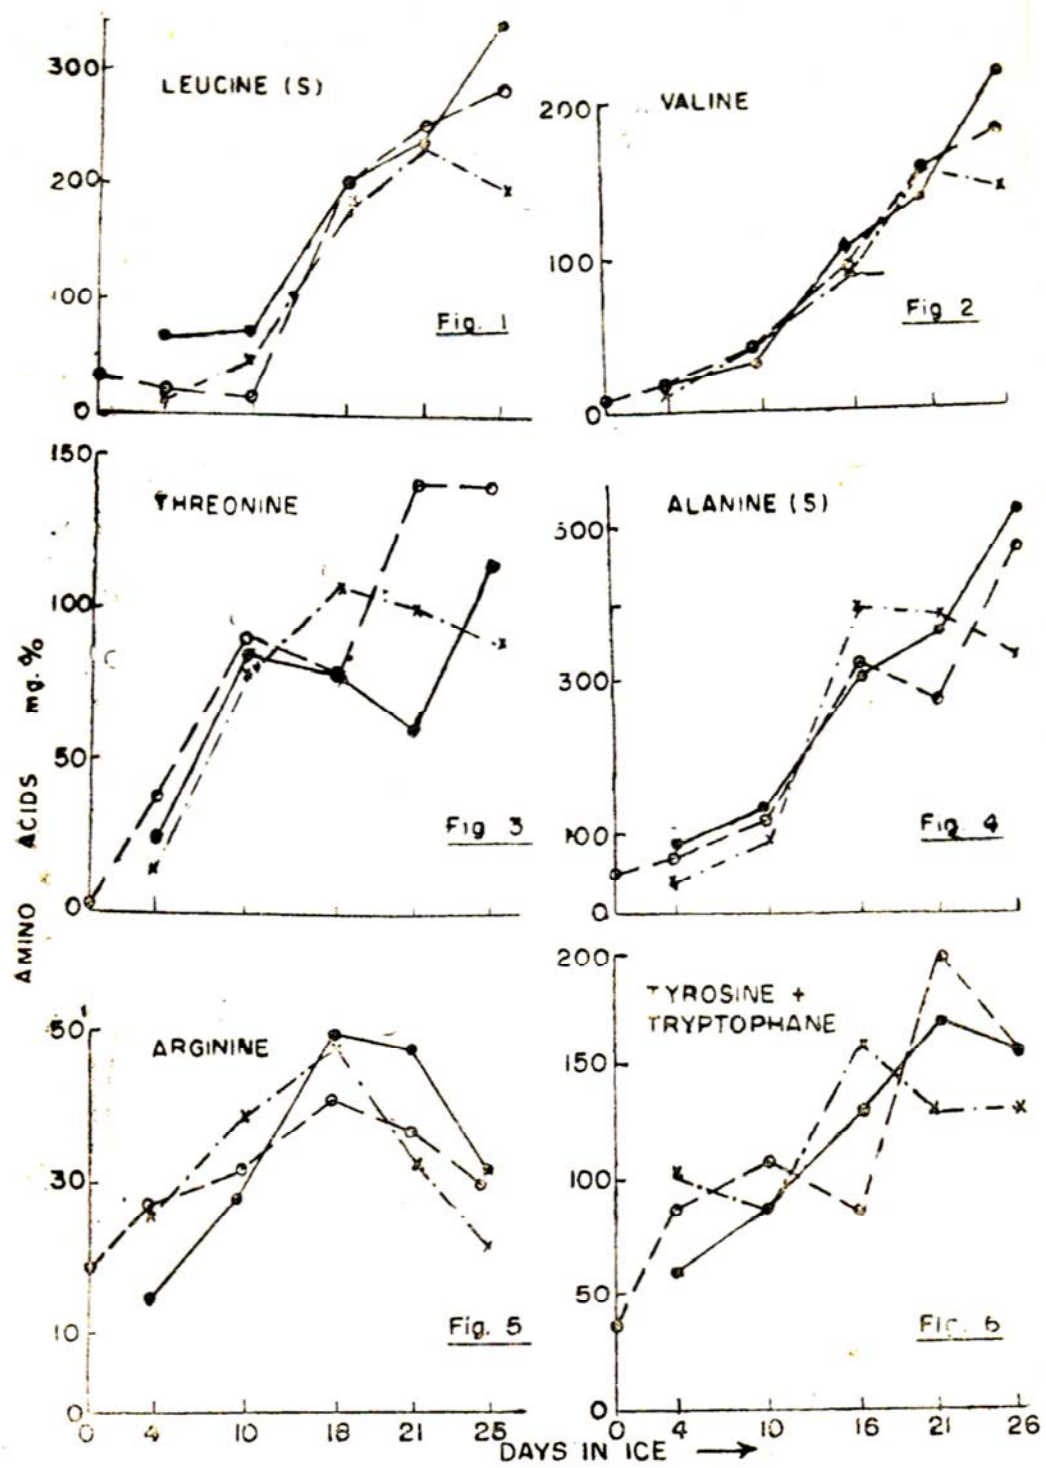 300
LEUCINE (S)
200
100
0
Fig. 1
200
VALINE
100
0
Fig 2
150
THREONINE
100
50
0
Fig 3
ALANINE (S)
500
300
100
0
Fig. 4
AMINO ACIDS mg. %
50
ARGININE
30
10
0
Fig. 5
0 4 10 18 21 25
200
TYROSINE +
TRYPTOPHANE
150
100
50
0
Fig. 6
0 4 10 16 21 26
DAYS IN ICE